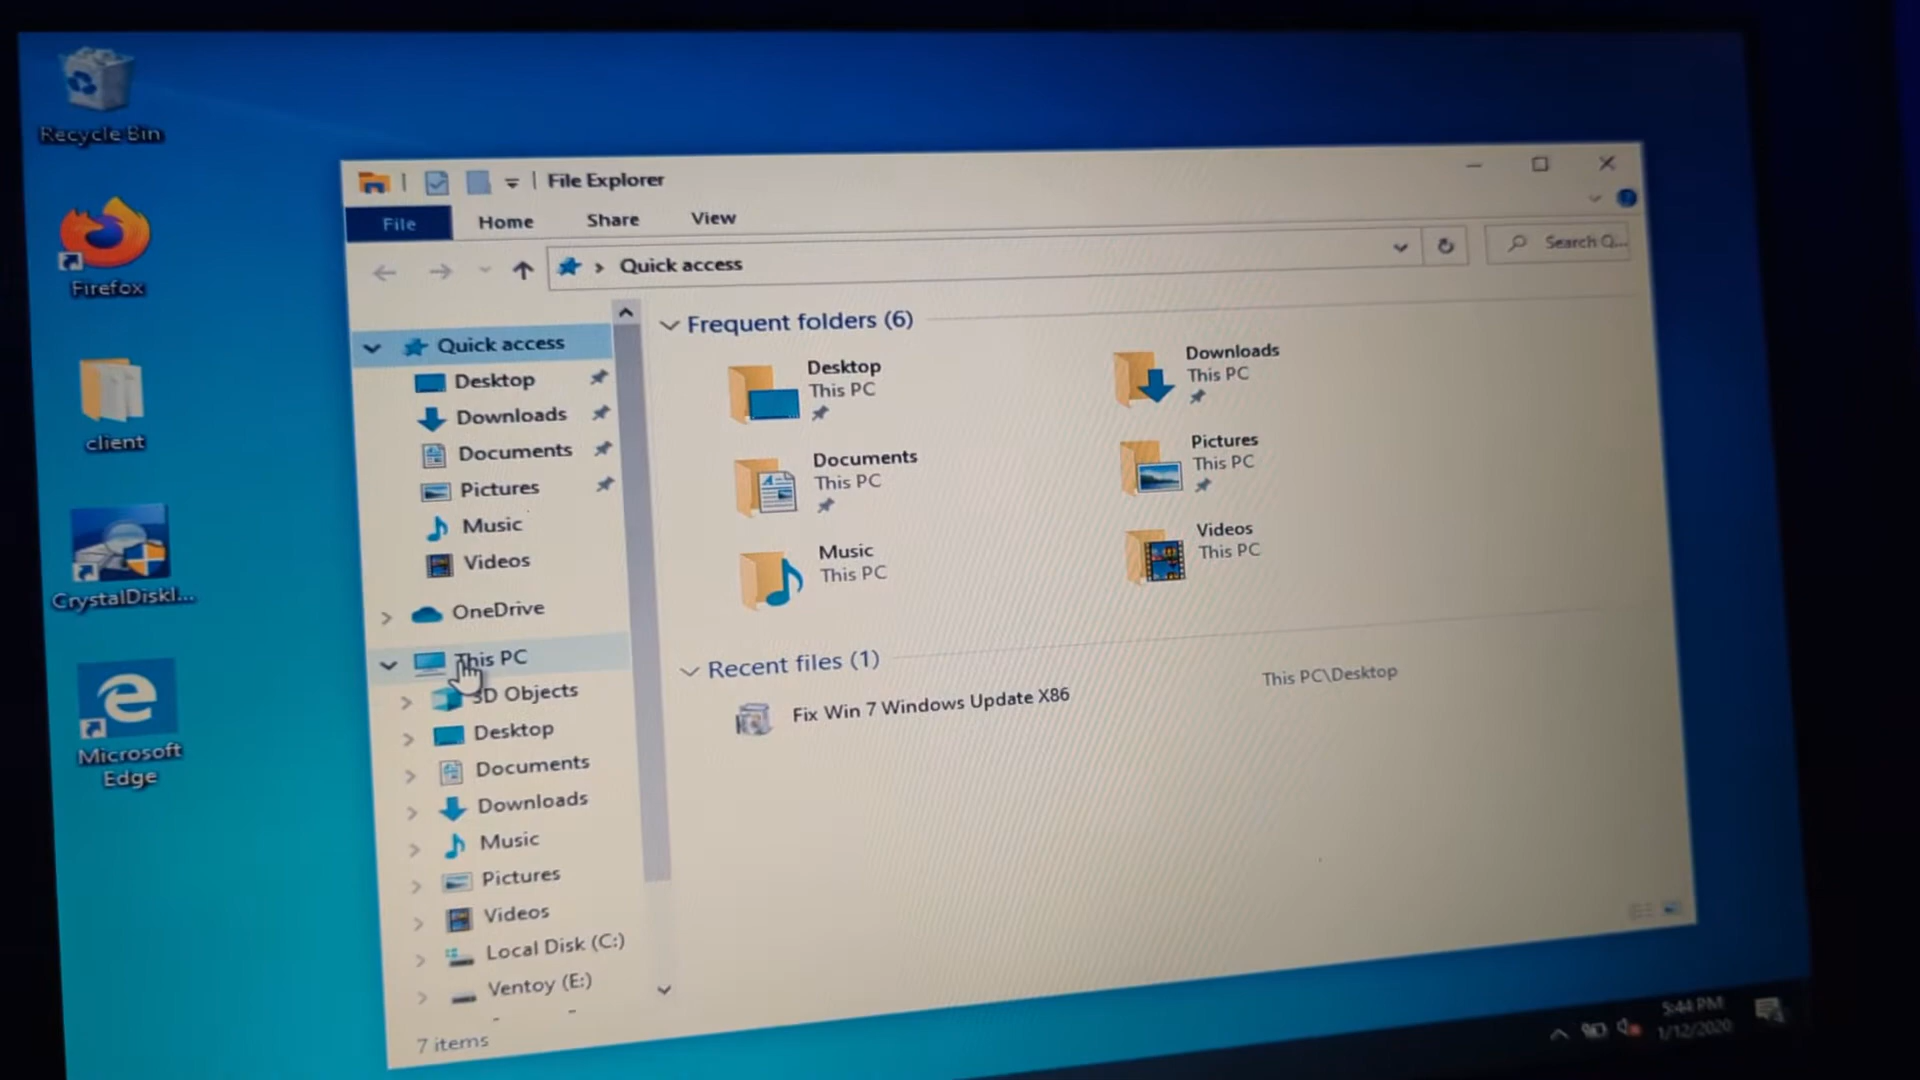 Recycle Bin
Firefox
client
CrystalDiskI...
Microsoft
Edge
File Explorer
File
Home
Share
View
Quick access
Search Q...
Quick access
Desktop
Downloads
Documents
Pictures
Music
Videos
OneDrive
This PC
3D Objects
Desktop
Documents
Downloads
Music
Pictures
Videos
Local Disk (C:)
Ventoy (E:)
7 items
Frequent folders (6)
Desktop
This PC
Downloads
This PC
Documents
This PC
Pictures
This PC
Music
This PC
Videos
This PC
Recent files (1)
Fix Win 7 Windows Update X86
This PC\Desktop
5:44 PM
1/12/2020